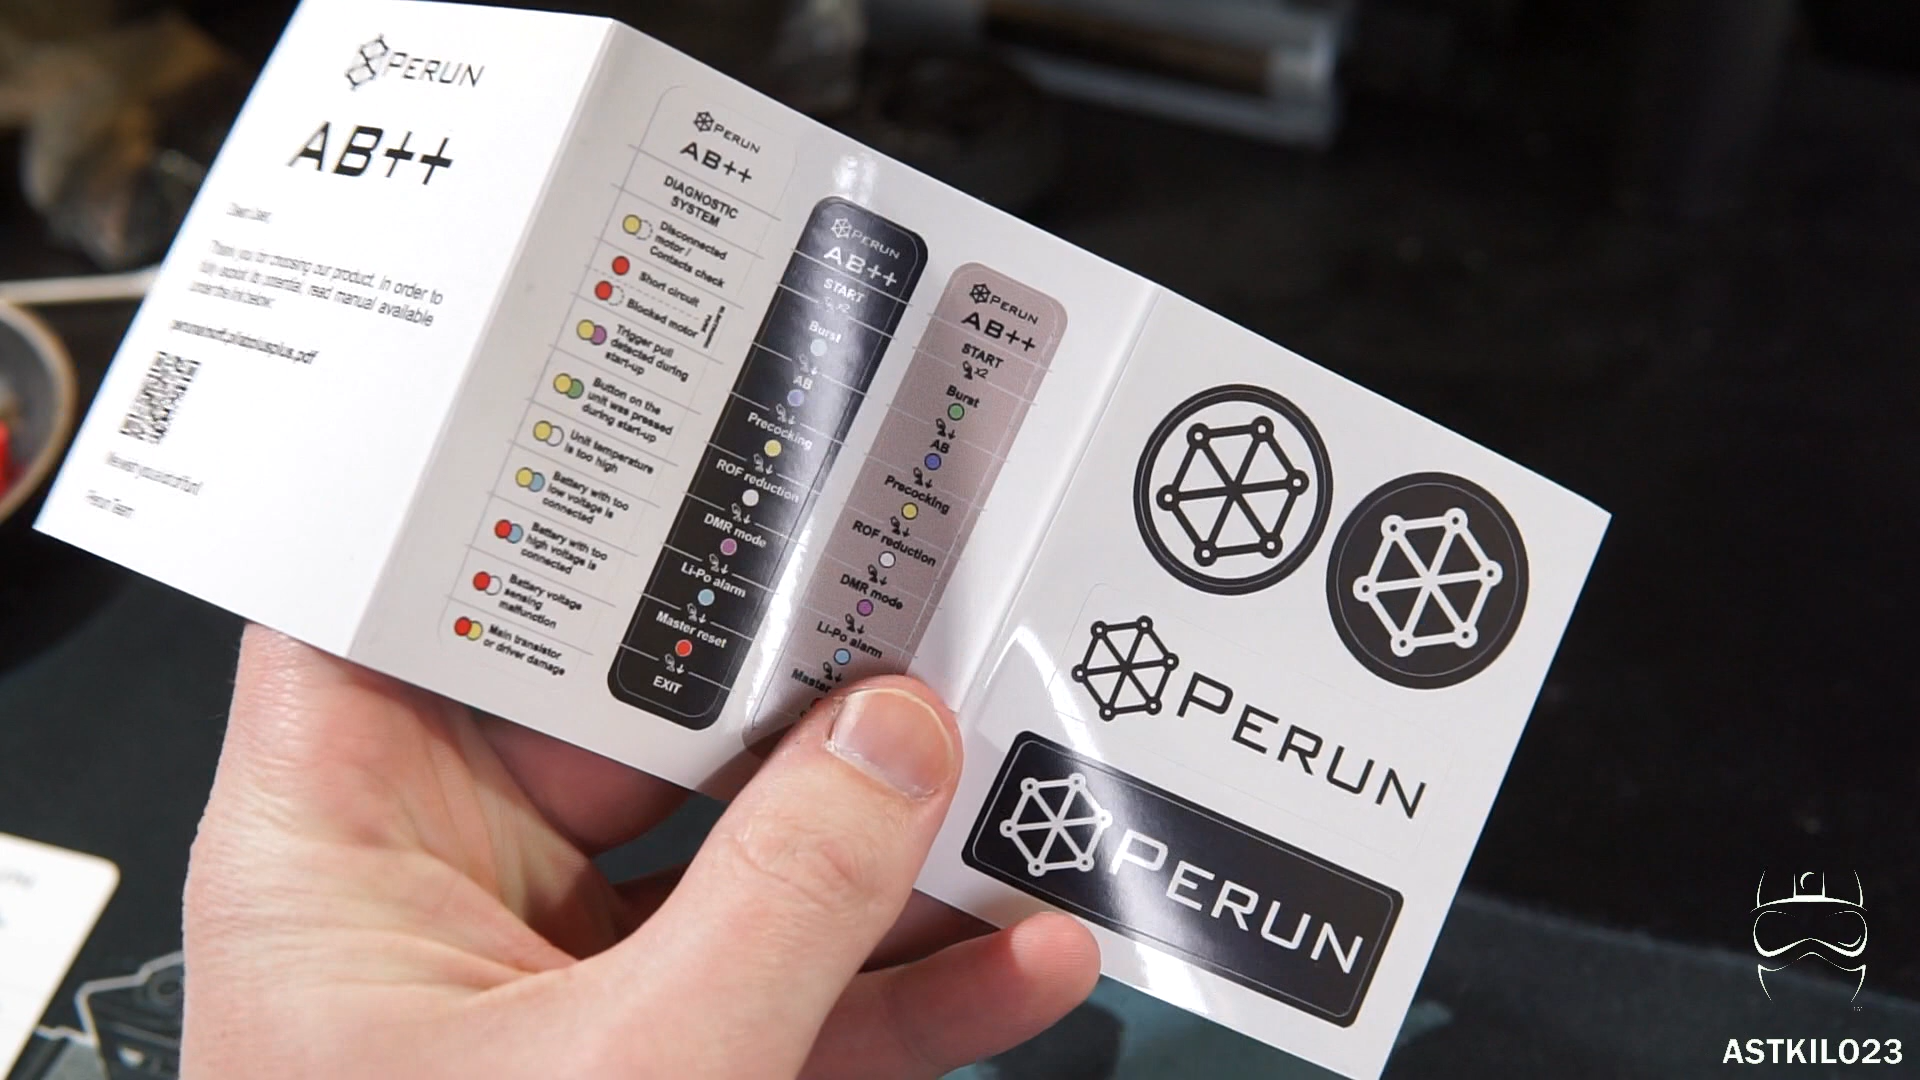 PERUN
AB++
Dear User,
Thank you for choosing our product. In order to
fully exploit its potential, read manual available
under the link below:
Perun Team
PERUN
AB++
DIAGNOSTIC
SYSTEM
Disconnected
motor /
Contacts check
Short circuit
Blocked motor
Trigger pull
detected during
start-up
Button on the
unit was pressed
during start-up
Unit temperature
is too high
Battery with too
low voltage is
connected
Battery with too
high voltage is
connected
Battery voltage
sensing
malfunction
Main transistor
or driver damage
PERUN
AB++
START
x2
Burst
AB
Precocking
ROF reduction
DMR mode
Li-Po alarm
Master reset
EXIT
PERUN
AB++
START
x2
Burst
AB
Precocking
ROF reduction
DMR mode
Li-Po alarm
Master
PERUN
PERUN
ASTKILO23